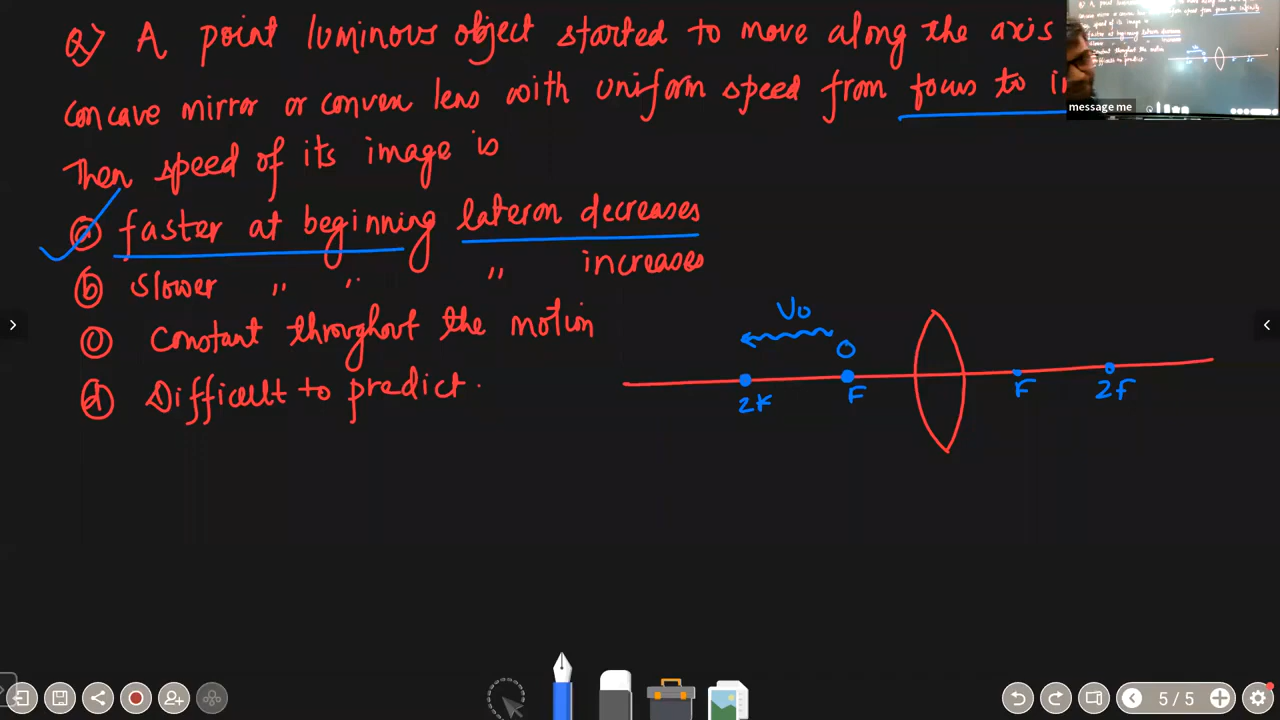 Q) A point luminous object started to move along the axis
concave mirror or convex lens with uniform speed from focus to
Then speed of its image is
ⓐ faster at beginning lateron decreases
ⓑ slower " " " increases
ⓒ Constant throughout the motion
ⓓ Difficult to predict.
V0
O
2F F F 2F
message me
5/5